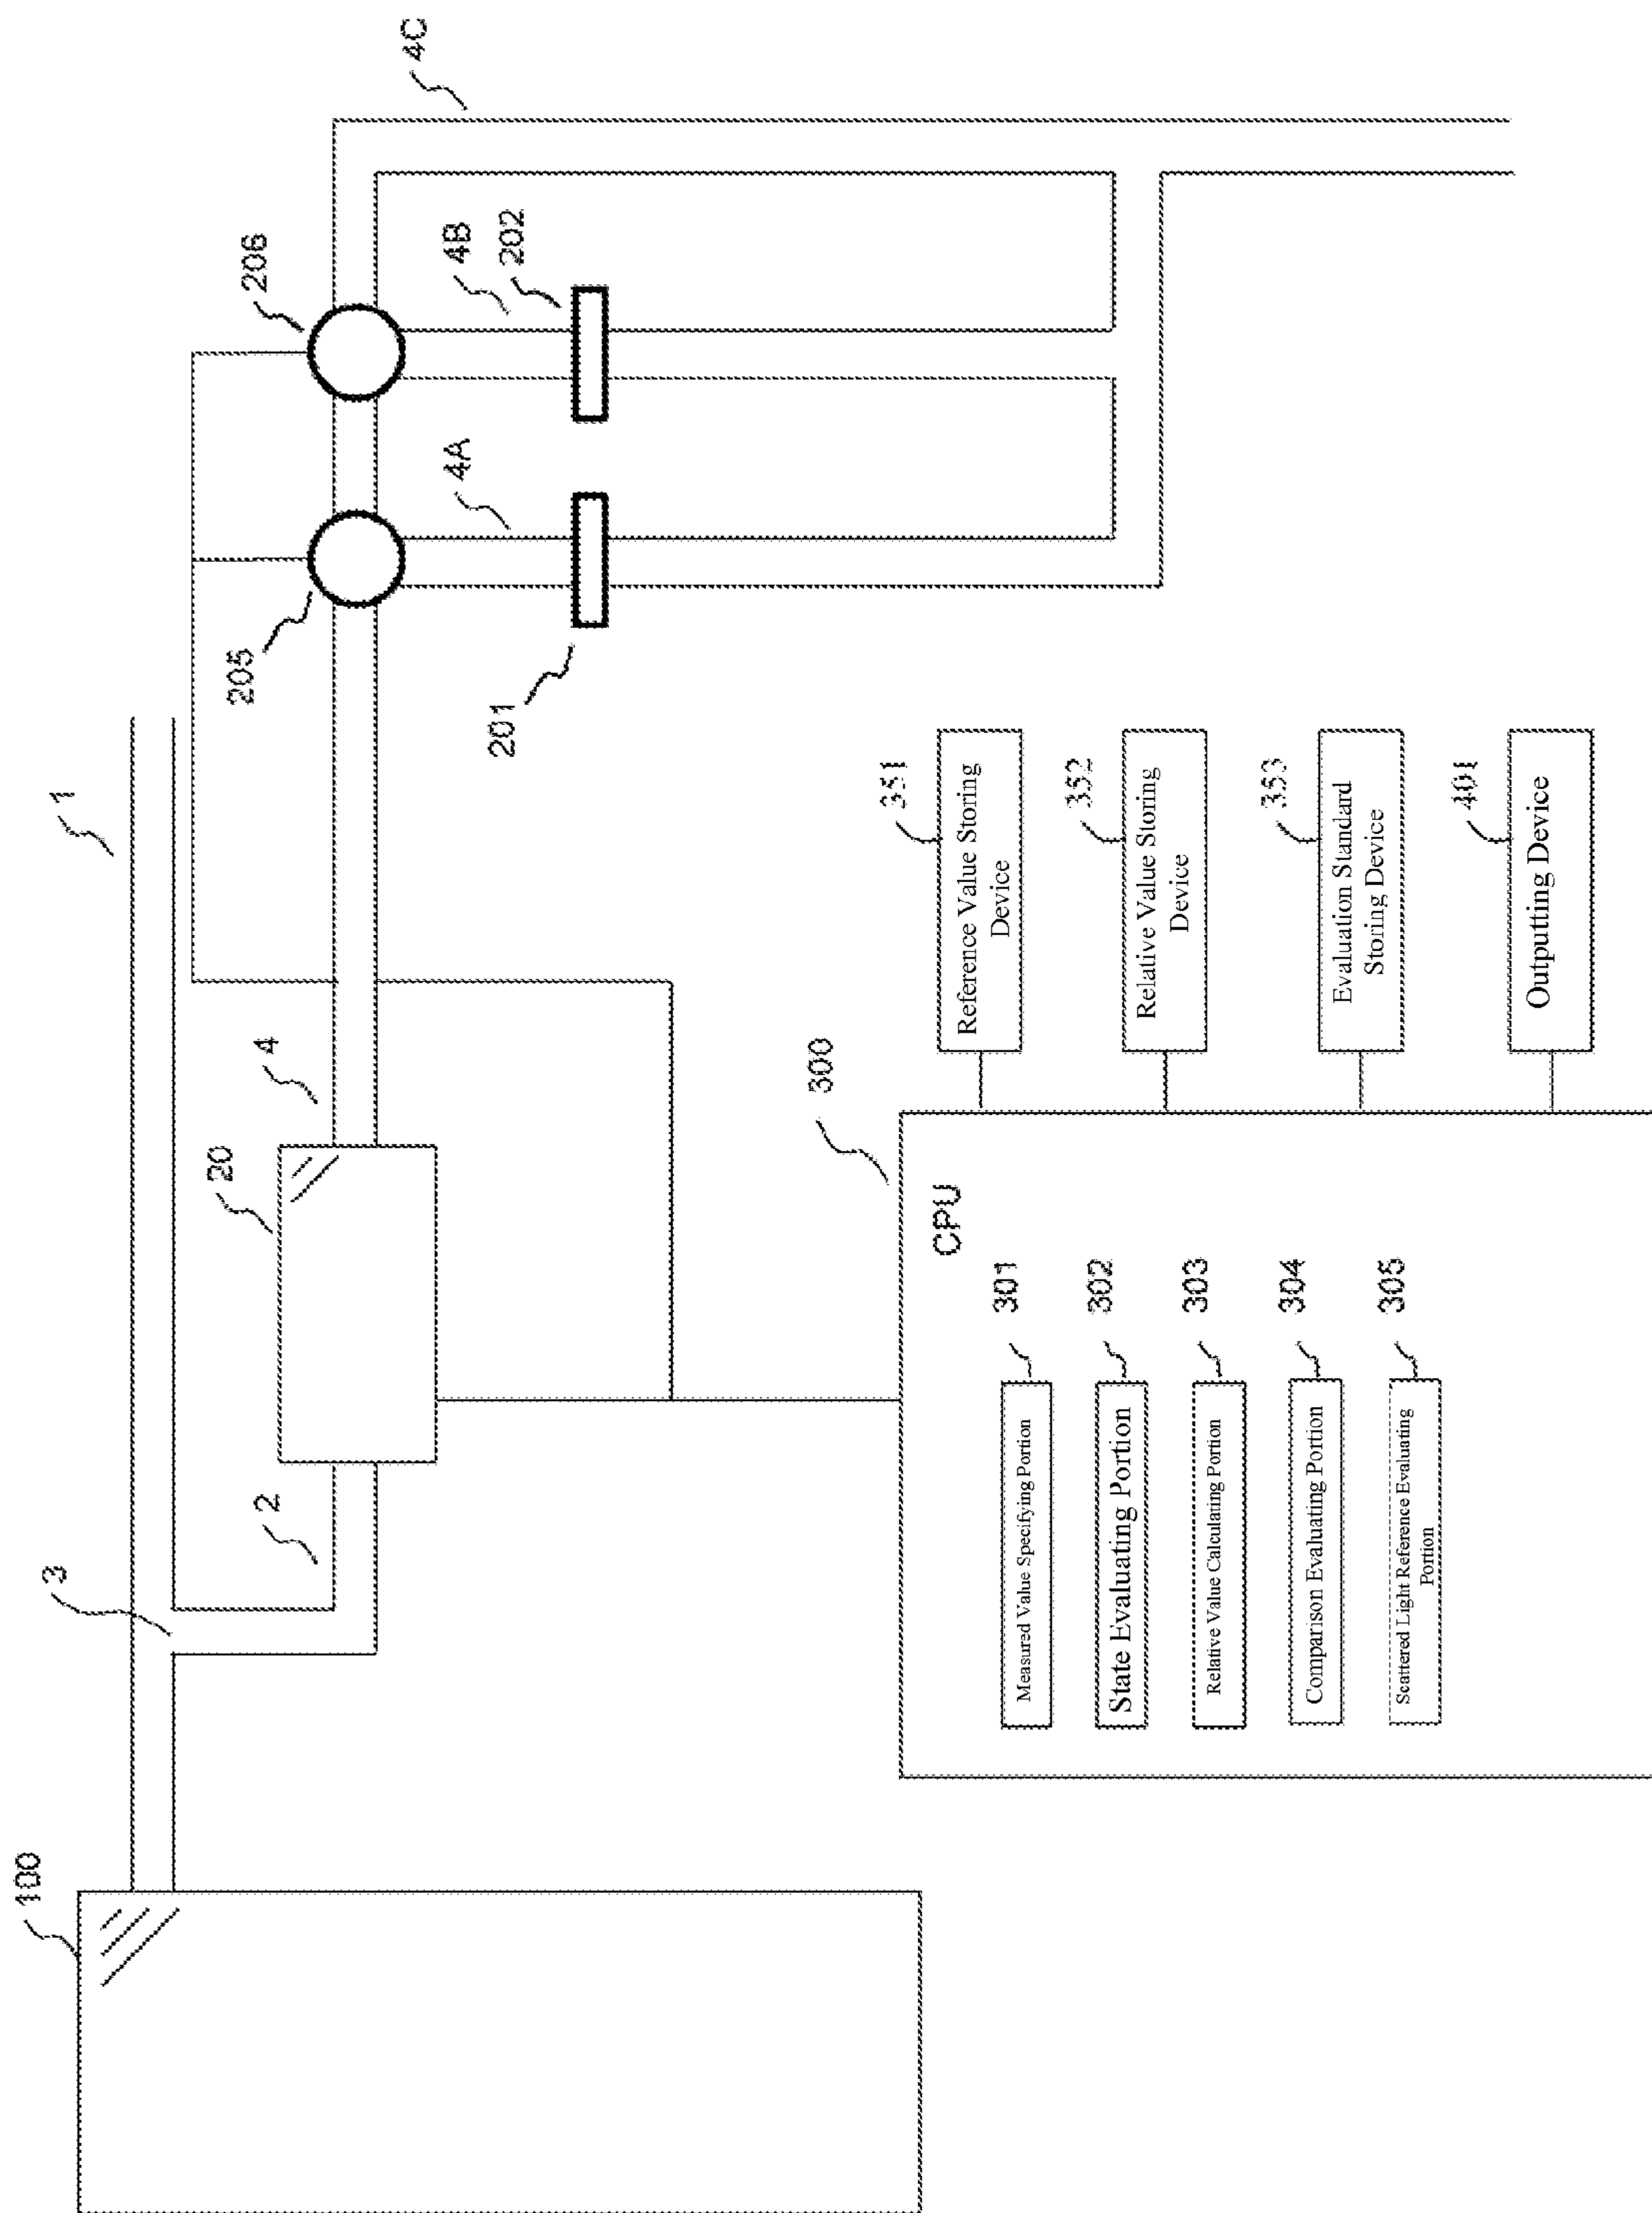 100
3
1
2
20
4
205
206
4C
4A
4B
201
202
300
CPU
301
Measured Value Specifying Portion
302
State Evaluating Portion
303
Relative Value Calculating Portion
304
Comparison Evaluating Portion
305
Scattered Light Reference Evaluating
Portion
351
Reference Value Storing
Device
352
Relative Value Storing
Device
353
Evaluation Standard
Storing Device
401
Outputting Device